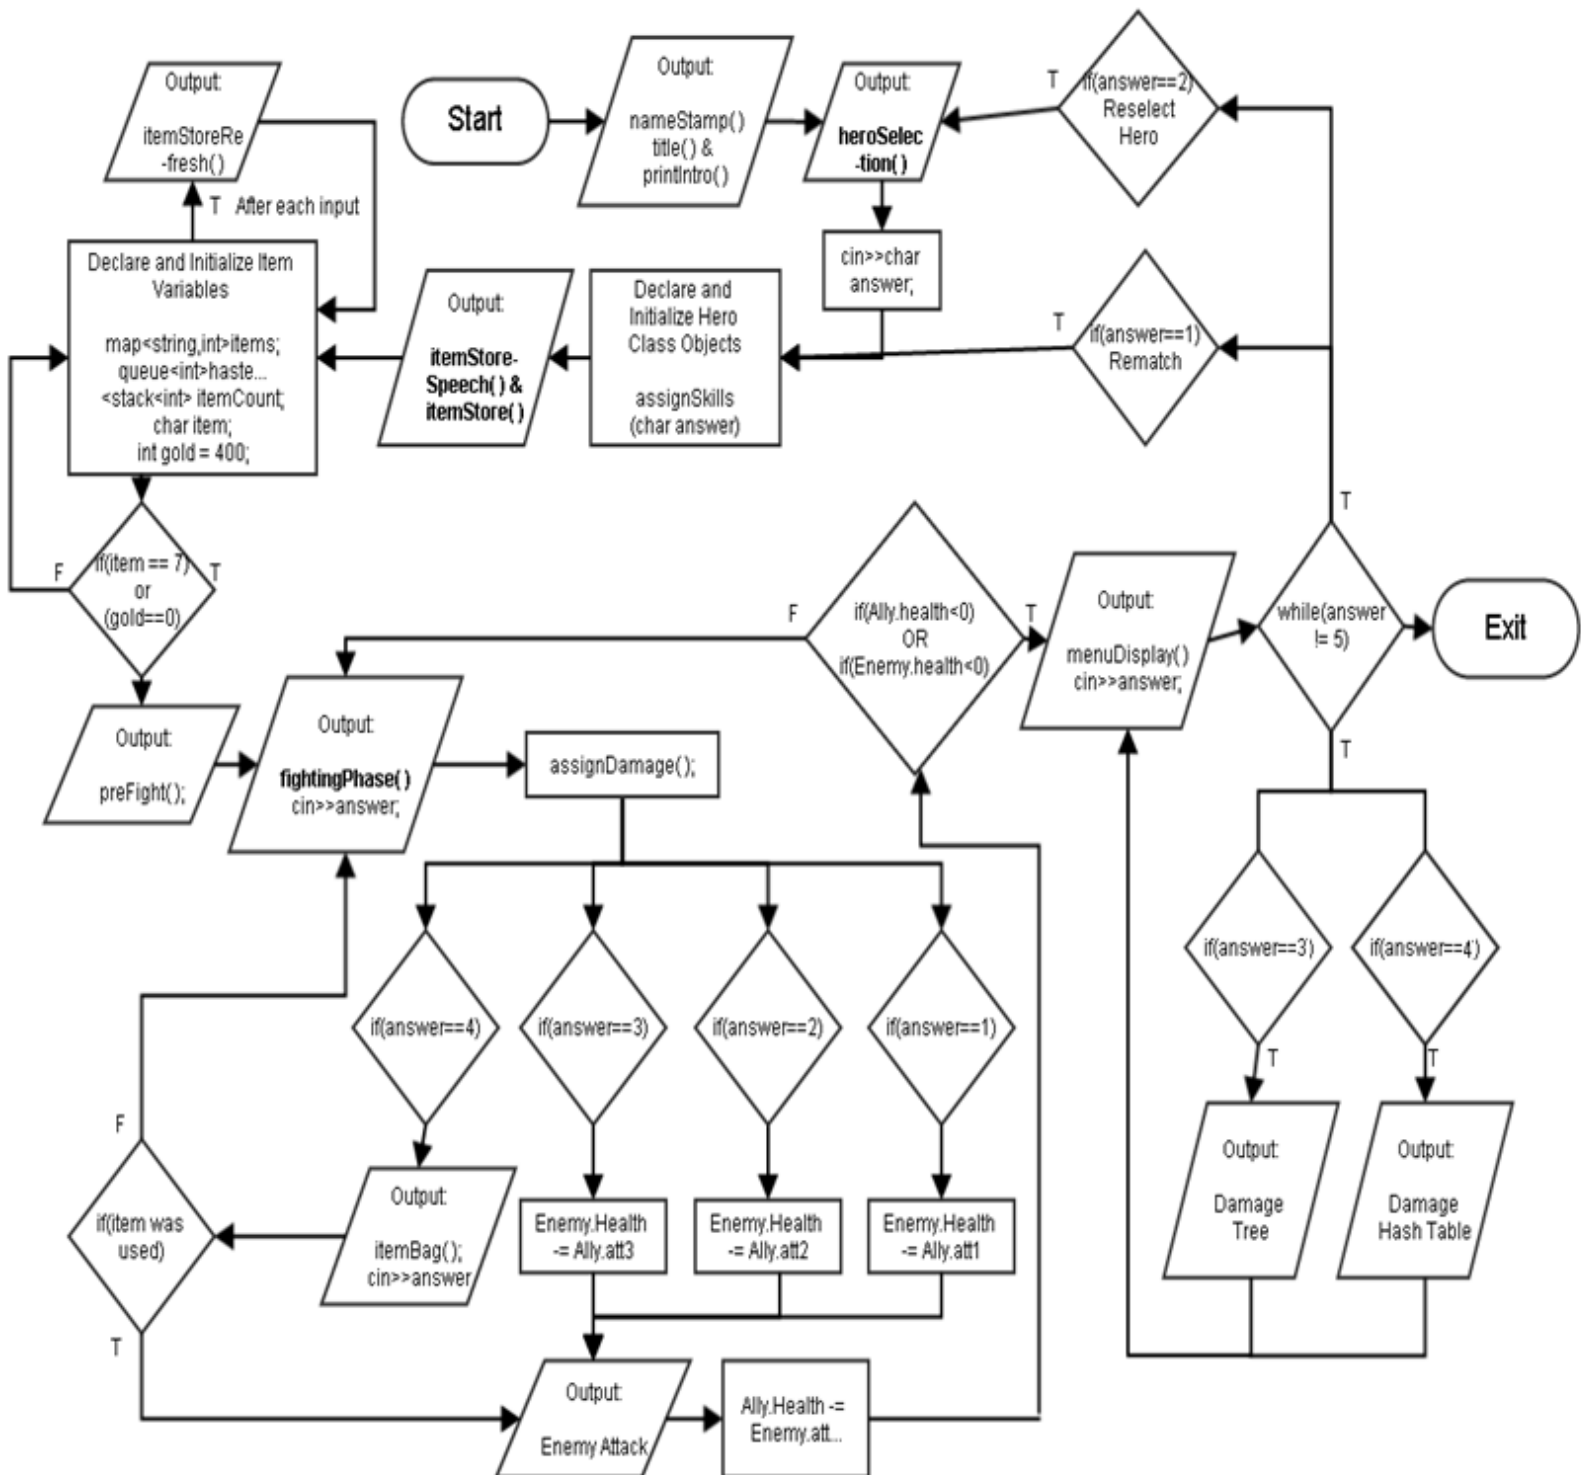 Start
Output:
nameStamp()
title() &
printIntro()
Output:
heroSelec
-tion( )
T
if(answer==2)
Reselect
Hero
Output:
itemStoreRe
-fresh()
T After each input
cin>>char
answer;
Declare and Initialize Item
Variables
map<string,int>items;
queue<int>haste...
<stack<int> itemCount;
char item;
int gold = 400;
Output:
itemStore-
Speech( ) &
itemStore( )
Declare and
Initialize Hero
Class Objects
assignSkills
(char answer)
T
if(answer==1)
Rematch
F
if(item == 7)
or
(gold==0)
T
F
if(Ally.health<0)
OR
if(Enemy.health<0)
T
Output:
menuDisplay()
cin>>answer;
T
while(answer
!= 5)
T
Exit
Output:
preFight();
Output:
fightingPhase( )
cin>>answer;
assignDamage();
if(answer==4)
if(answer==3)
if(answer==2)
if(answer==1)
if(answer==3)
T
if(answer==4)
T
F
if(item was
used)
T
Output:
itemBag();
cin>>answer
Enemy.Health
-= Ally.att3
Enemy.Health
-= Ally.att2
Enemy.Health
-= Ally.att1
Output:
Damage
Tree
Output:
Damage
Hash Table
Output:
Enemy Attack
Ally.Health -=
Enemy.att...